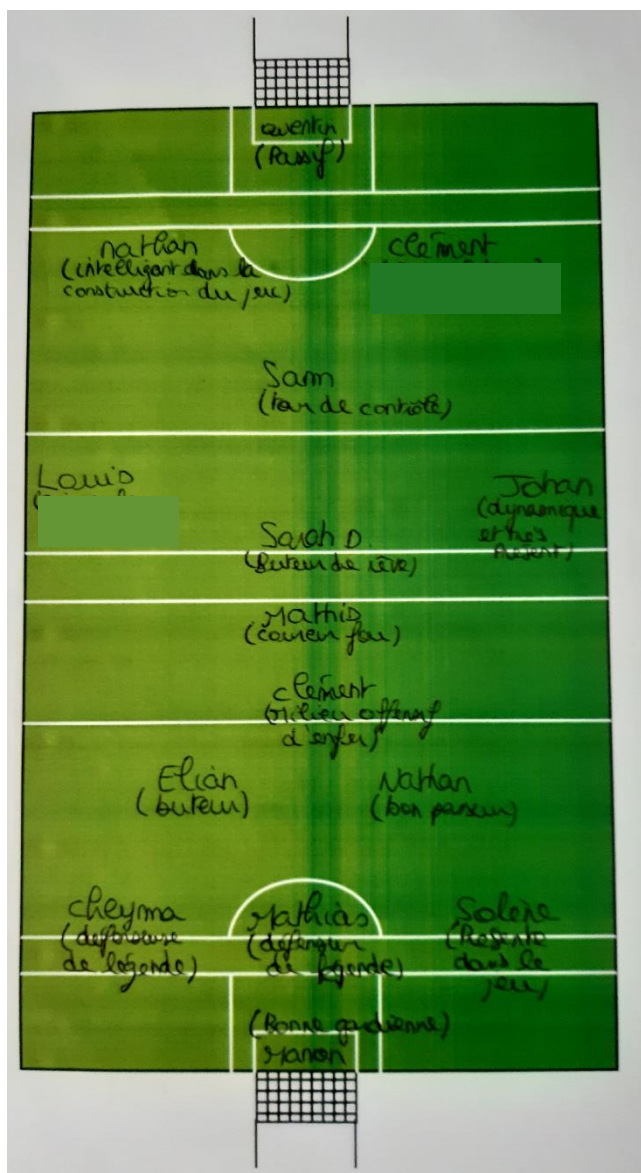 Quentin
(Passif)
Nathan
(intelligent dans la
construction du jeu)
Clément
Sam
(tour de contrôle)
Louis
Johan
(dynamique
et très
présent)
Sarah D.
(Buteur de rêve)
Mathis
(coureur fou)
Clément
(Milieu offensif
d'enfer)
Elian
(buteur)
Nathan
(bon passeur)
Cheyma
(défenseuse
de légende)
Mathias
(défenseur
de légende)
Solène
(Présente
dans le
jeu)
(Bonne gardienne)
Manon